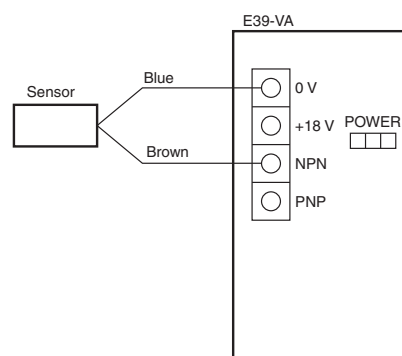 E39-VA
Blue
Sensor
0 V
+18 V
POWER
Brown
NPN
PNP